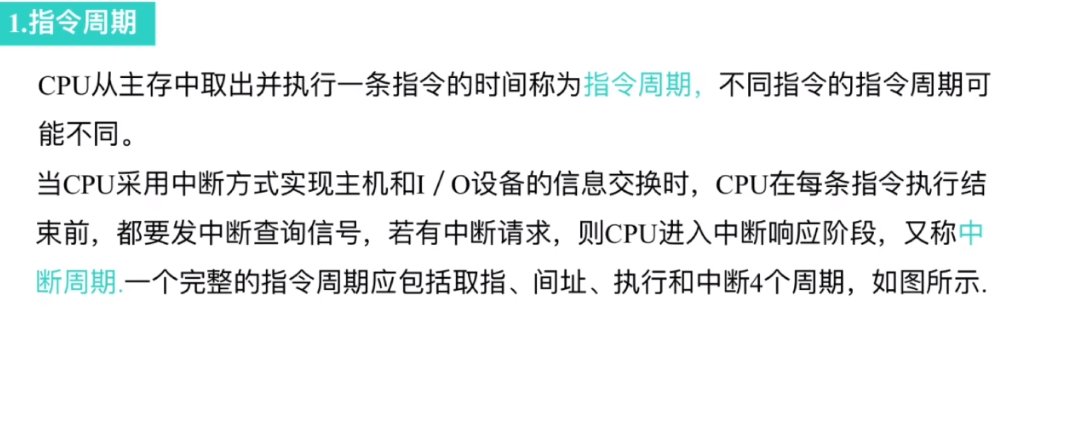 1.指令周期
CPU从主存中取出并执行一条指令的时间称为指令周期，不同指令的指令周期可
能不同。
当CPU采用中断方式实现主机和I／O设备的信息交换时，CPU在每条指令执行结
束前，都要发中断查询信号，若有中断请求，则CPU进入中断响应阶段，又称中
断周期.一个完整的指令周期应包括取指、间址、执行和中断4个周期，如图所示.